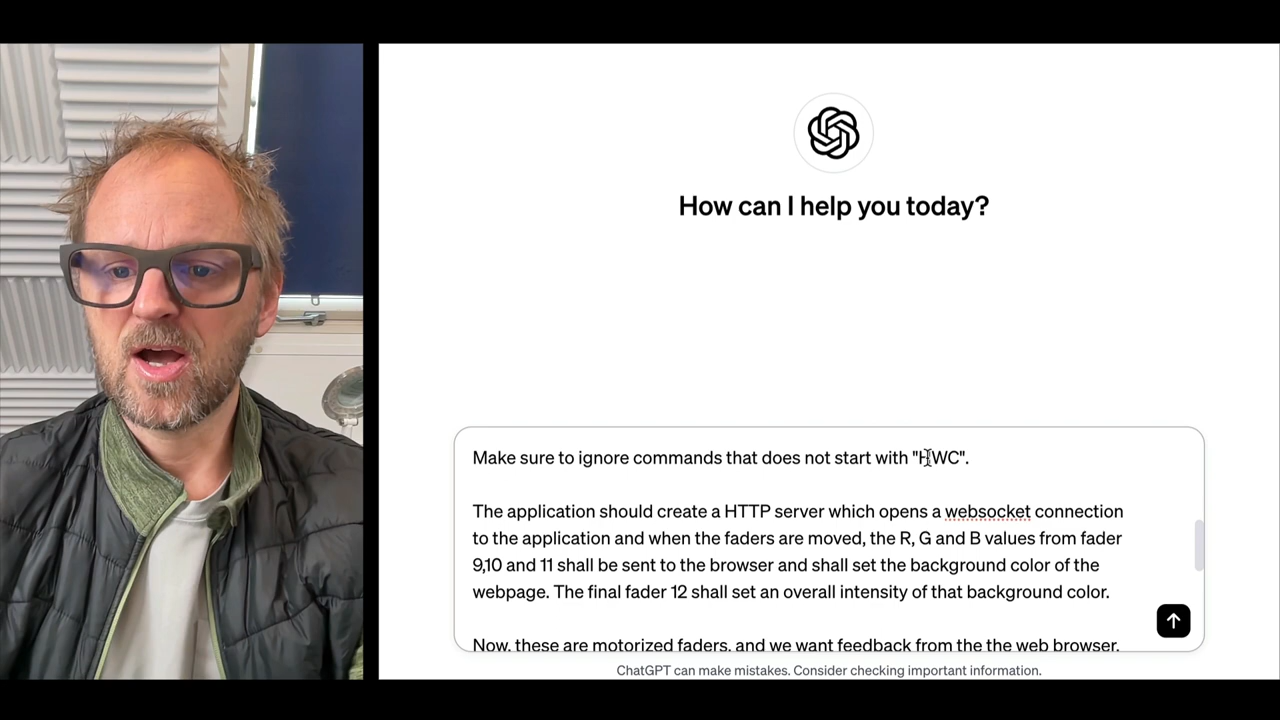 How can I help you today?
Make sure to ignore commands that does not start with "HWC".
The application should create a HTTP server which opens a websocket connection
to the application and when the faders are moved, the R, G and B values from fader
9,10 and 11 shall be sent to the browser and shall set the background color of the
webpage. The final fader 12 shall set an overall intensity of that background color.
Now, these are motorized faders, and we want feedback from the the web browser.
ChatGPT can make mistakes. Consider checking important information.